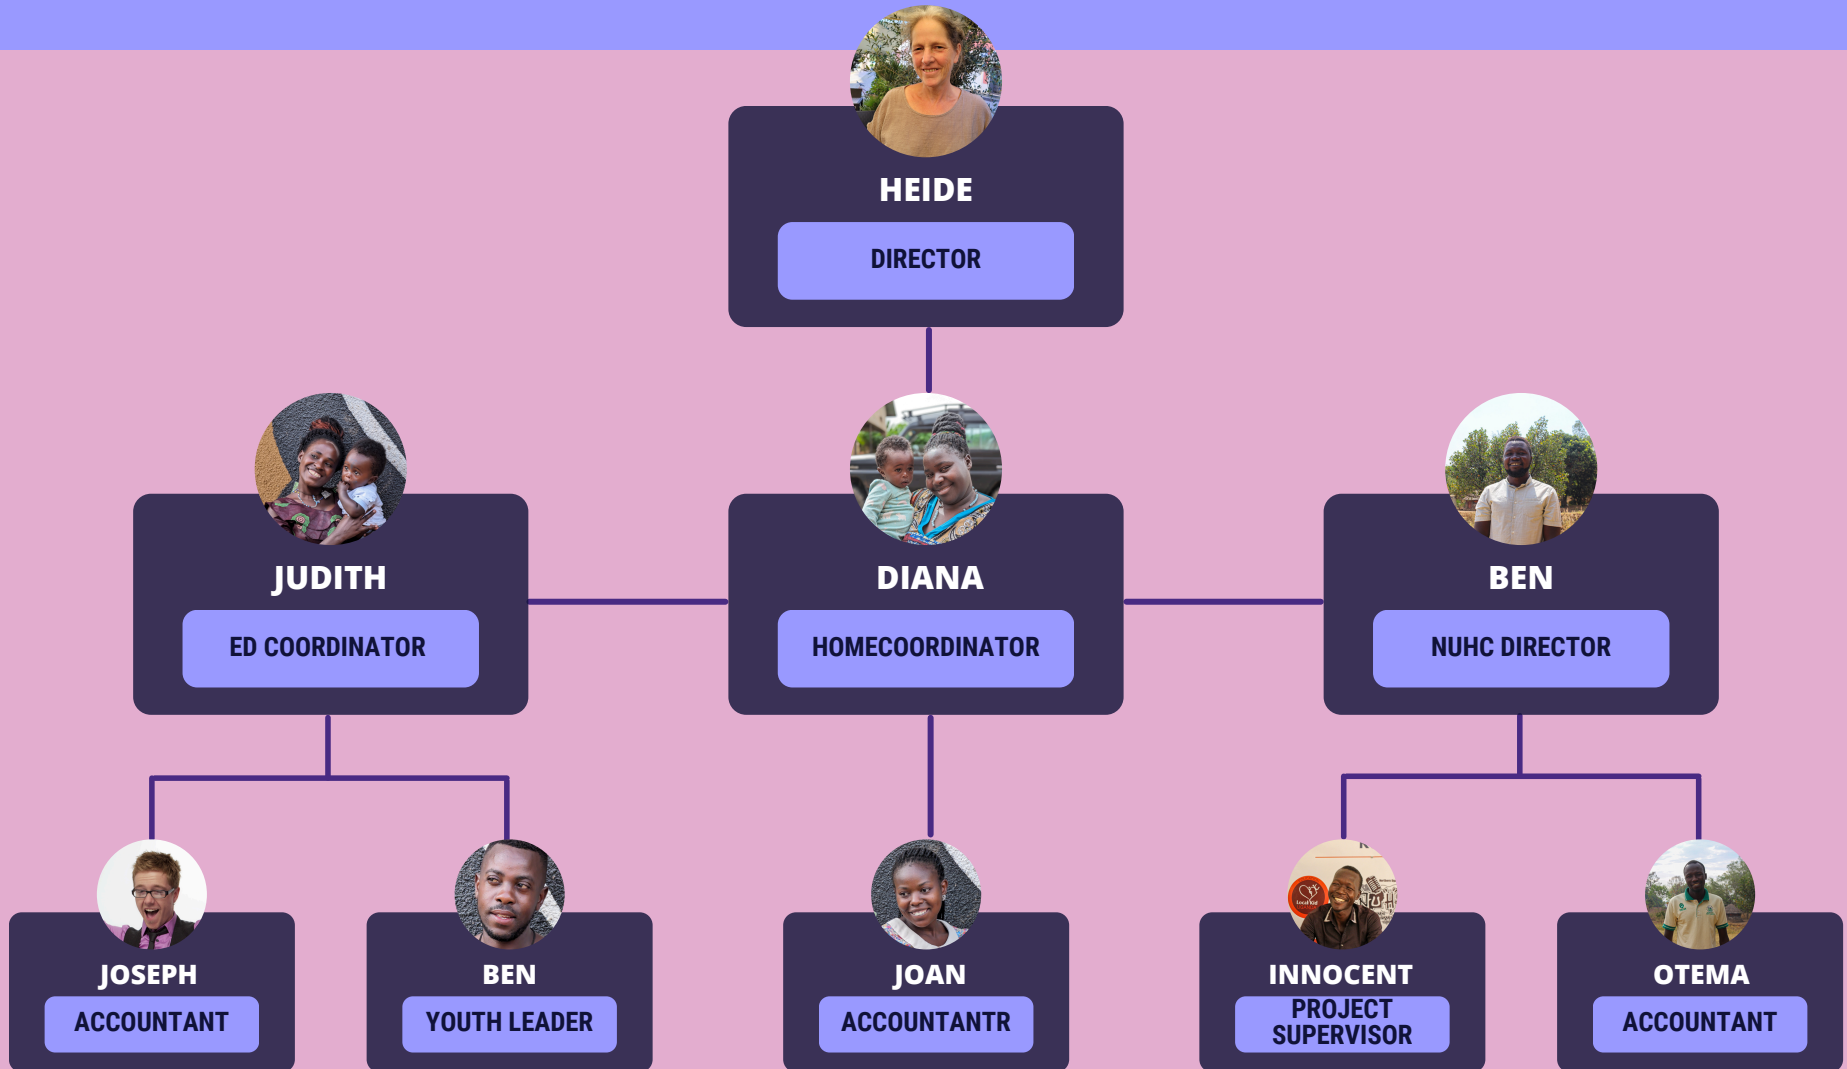 HEIDE
DIRECTOR
JUDITH
ED COORDINATOR
DIANA
HOMECOORDINATOR
BEN
NUHC DIRECTOR
JOSEPH
ACCOUNTANT
BEN
YOUTH LEADER
JOAN
ACCOUNTANTR
INNOCENT
PROJECT
SUPERVISOR
OTEMA
ACCOUNTANT